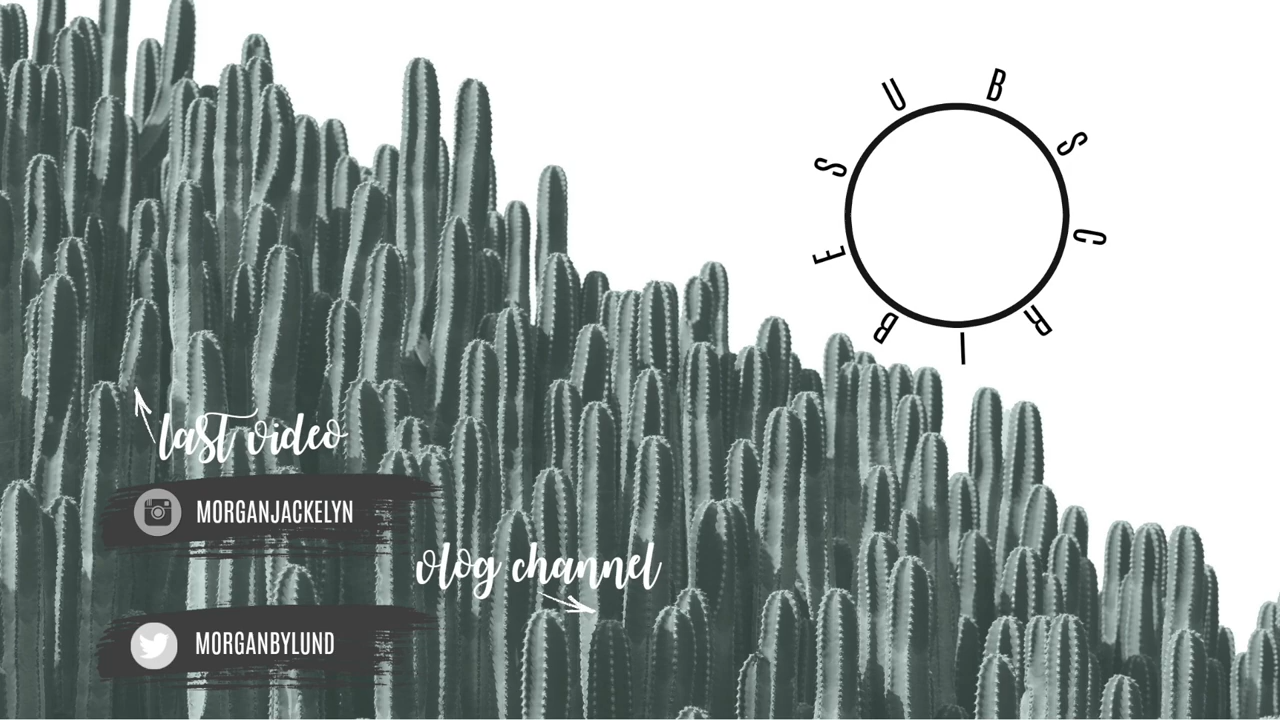 SUBSCRIBE
last video
MORGANJACKELYN
vlog channel
MORGANBYLUND